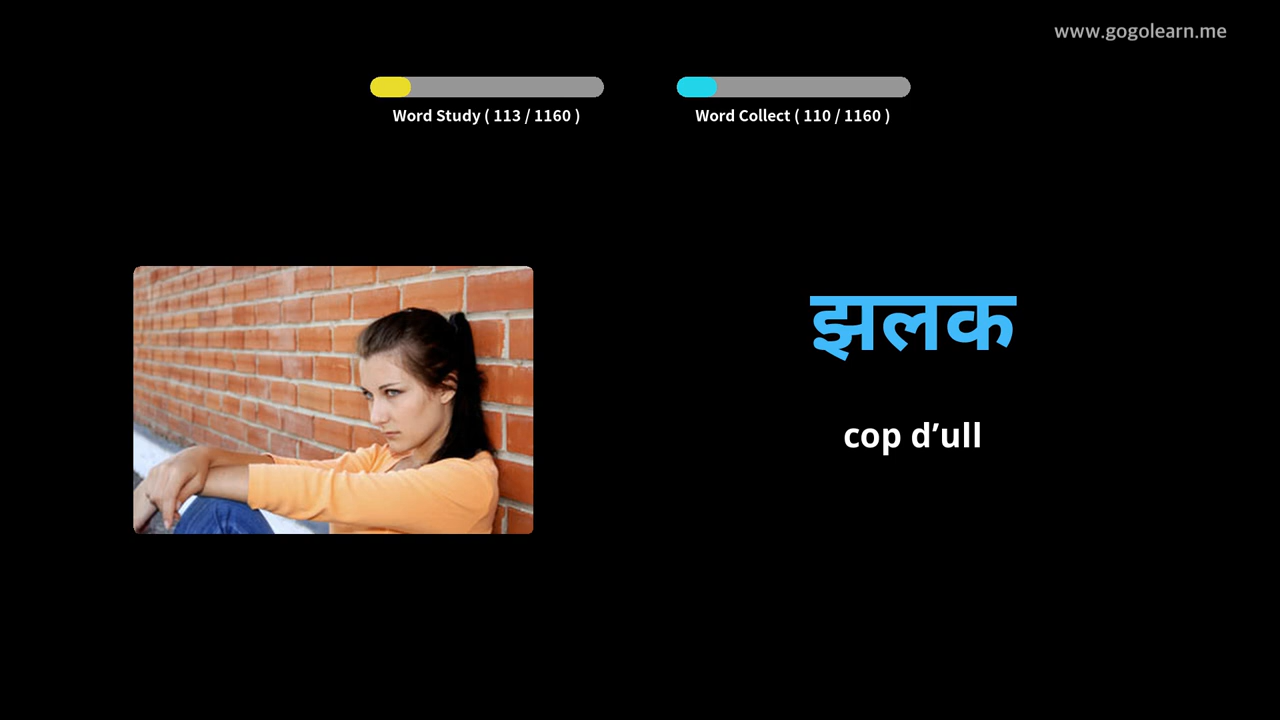 www.gogolearn.me
Word Study ( 113 / 1160 )
Word Collect ( 110 / 1160 )
झलक
cop d’ull